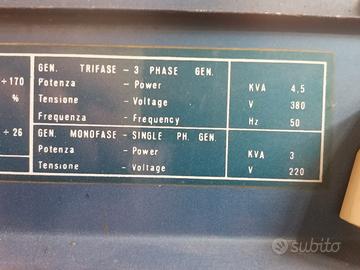 GEN. TRIFASE - 3 PHASE GEN.
÷170 Potenza - Power KVA 4,5
% Tensione - Voltage V 380
Frequenza - Frequency Hz 50
÷ 26 GEN. MONOFASE - SINGLE PH. GEN.
Potenza - Power KVA 3
Tensione - Voltage V 220
subito